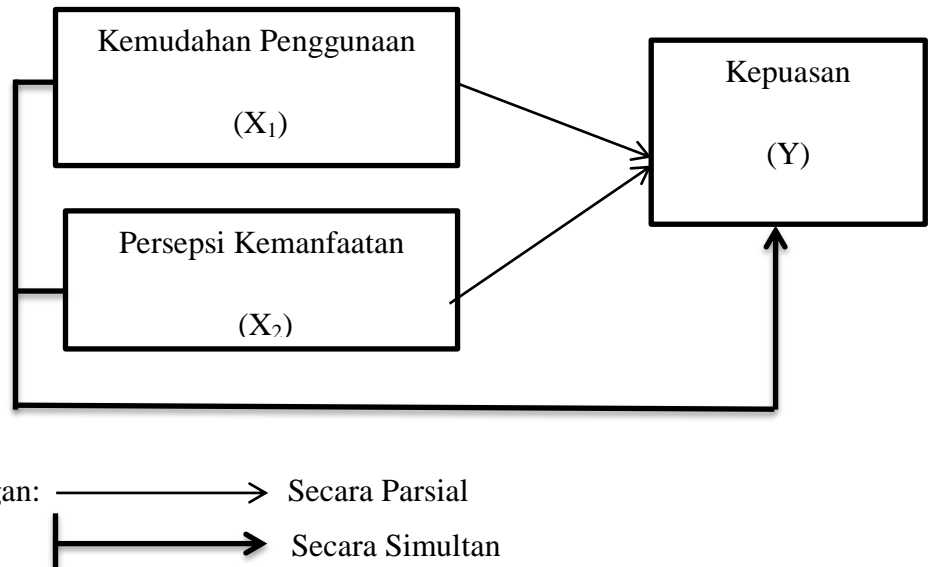 Kemudahan Penggunaan
(X₁)
Persepsi Kemanfaatan
(X₂)
Kepuasan
(Y)
Secara Parsial
Secara Simultan